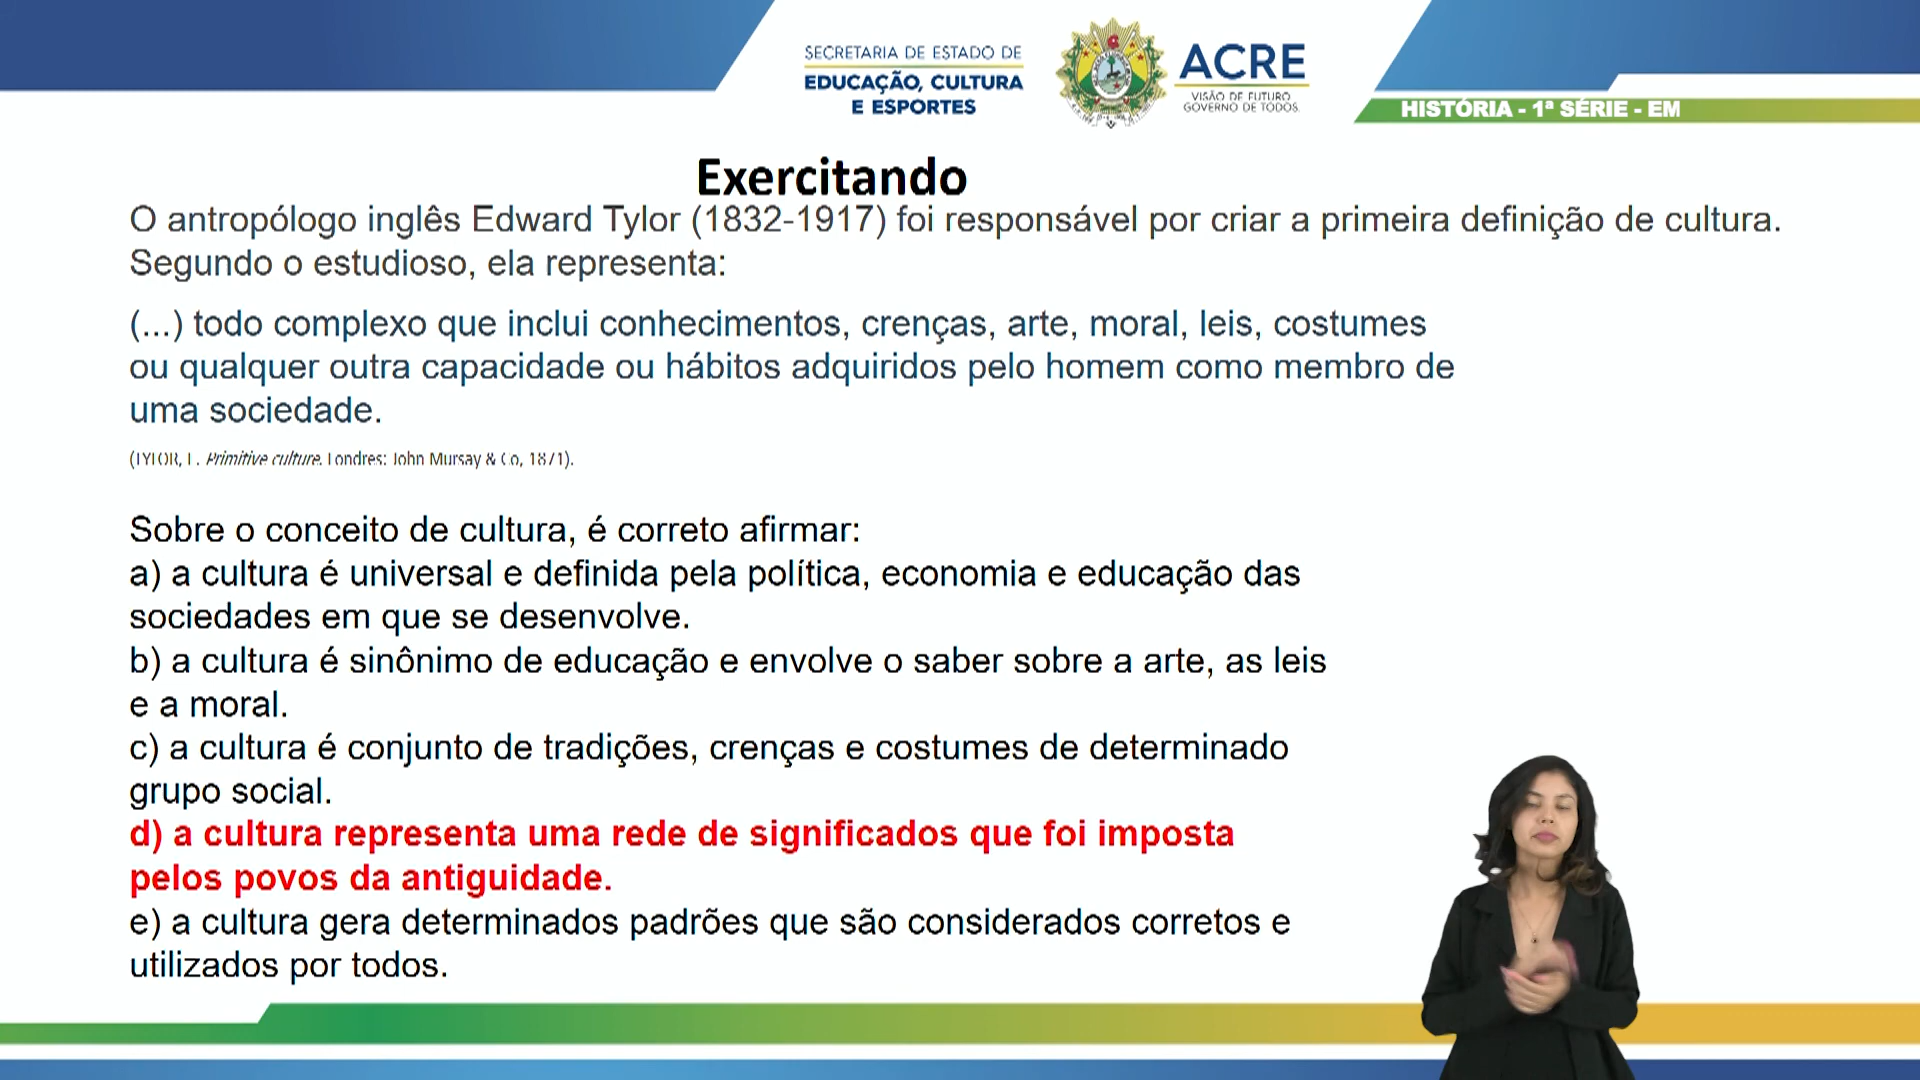 SECRETARIA DE ESTADO DE
EDUCAÇÃO, CULTURA
E ESPORTES
ACRE
VISÃO DE FUTURO
GOVERNO DE TODOS
HISTÓRIA - 1ª SÉRIE - EM
Exercitando
O antropólogo inglês Edward Tylor (1832-1917) foi responsável por criar a primeira definição de cultura.
Segundo o estudioso, ela representa:
(...) todo complexo que inclui conhecimentos, crenças, arte, moral, leis, costumes
ou qualquer outra capacidade ou hábitos adquiridos pelo homem como membro de
uma sociedade.
(TYLOR, E. Primitive culture. Londres: John Mursay & Co, 1871).
Sobre o conceito de cultura, é correto afirmar:
a) a cultura é universal e definida pela política, economia e educação das
sociedades em que se desenvolve.
b) a cultura é sinônimo de educação e envolve o saber sobre a arte, as leis
e a moral.
c) a cultura é conjunto de tradições, crenças e costumes de determinado
grupo social.
d) a cultura representa uma rede de significados que foi imposta
pelos povos da antiguidade.
e) a cultura gera determinados padrões que são considerados corretos e
utilizados por todos.